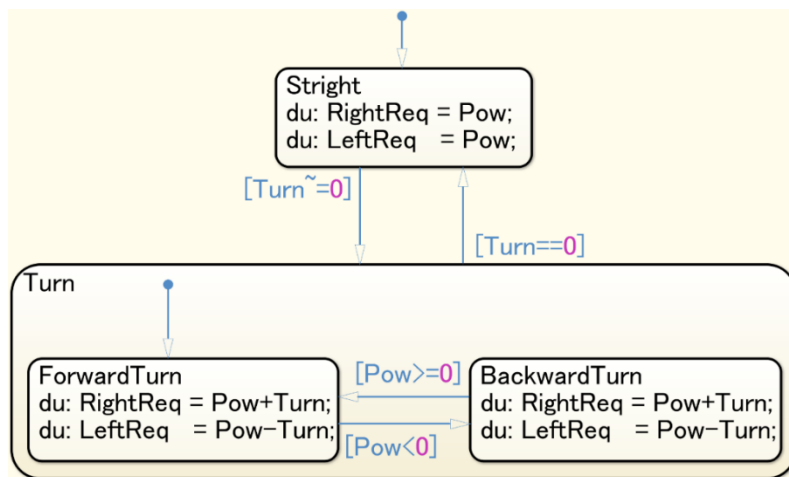 Stright
du: RightReq = Pow;
du: LeftReq = Pow;
[Turn~=0]
[Turn==0]
Turn
ForwardTurn
du: RightReq = Pow+Turn;
du: LeftReq = Pow-Turn;
[Pow>=0]
[Pow<0]
BackwardTurn
du: RightReq = Pow+Turn;
du: LeftReq = Pow-Turn;